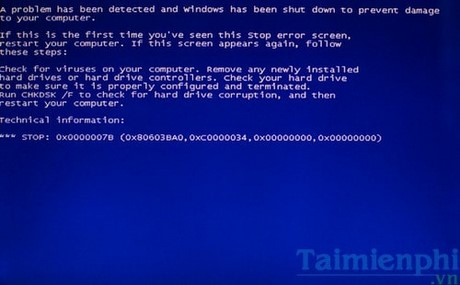 A problem has been detected and windows has been shut down to prevent damage
to your computer.
If this is the first time you've seen this Stop error screen,
restart your computer. If this screen appears again, follow
these steps:
Check for viruses on your computer. Remove any newly installed
hard drives or hard drive controllers. Check your hard drive
to make sure it is properly configured and terminated.
Run CHKDSK /F to check for hard drive corruption, and then
restart your computer.
Technical information:
*** STOP: 0x0000007B (0x80603BA0,0xC0000034,0x00000000,0x00000000)
Taimienphi
.vn